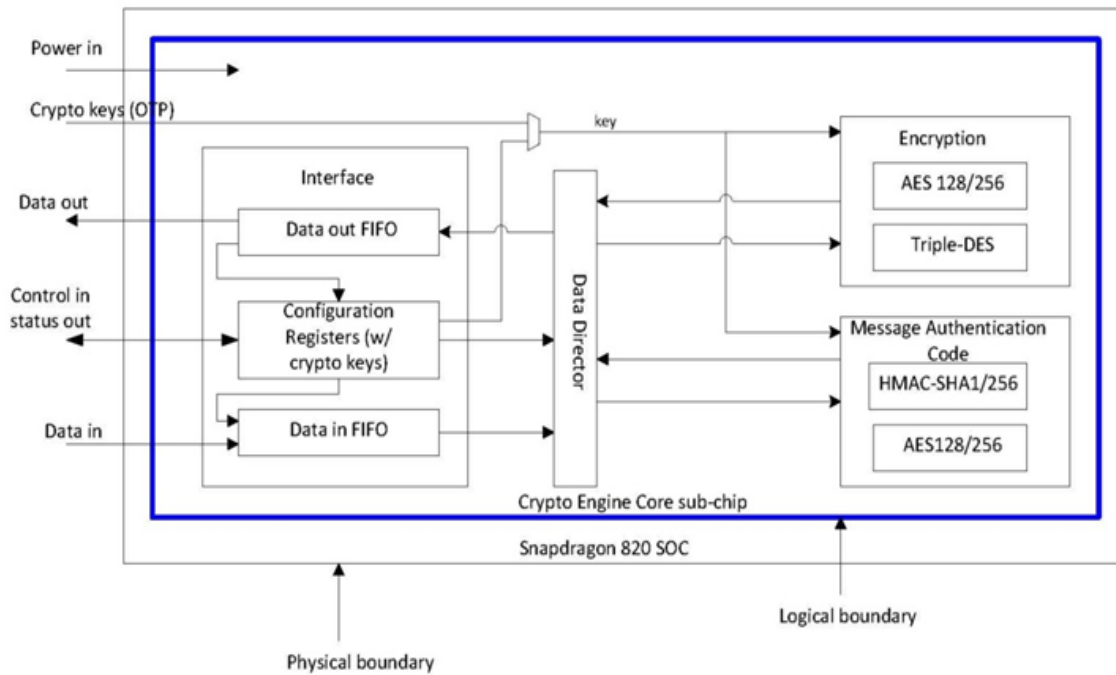 Power in
Crypto keys (OTP)
key
Encryption
AES 128/256
Triple-DES
Interface
Data out
Data out FIFO
Control in
status out
Configuration
Registers (w/
crypto keys)
Data Director
Message Authentication
Code
HMAC-SHA1/256
AES128/256
Data in
Data in FIFO
Crypto Engine Core sub-chip
Snapdragon 820 SOC
Logical boundary
Physical boundary